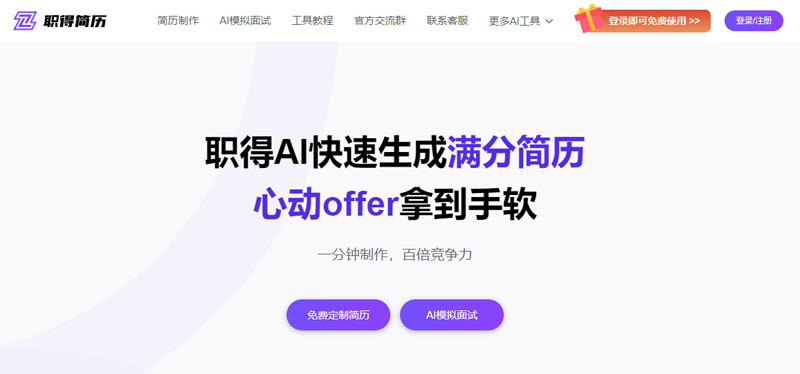 职得简历
简历制作
AI模拟面试
工具教程
官方交流群
联系客服
更多AI工具
登录即可免费使用 >>
登录/注册
职得AI快速生成满分简历
心动offer拿到手软
一分钟制作，百倍竞争力
免费定制简历
AI模拟面试